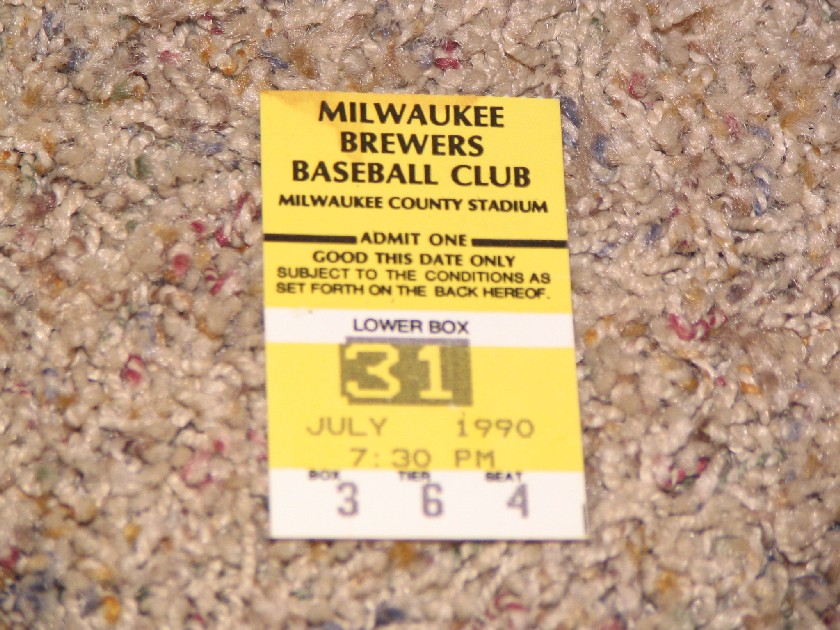 MILWAUKEE
BREWERS
BASEBALL CLUB
MILWAUKEE COUNTY STADIUM
ADMIT ONE
GOOD THIS DATE ONLY
SUBJECT TO THE CONDITIONS AS
SET FORTH ON THE BACK HEREOF.
LOWER BOX
31
JULY 1990
7:30 PM
BOX TIER SEAT
3 6 4